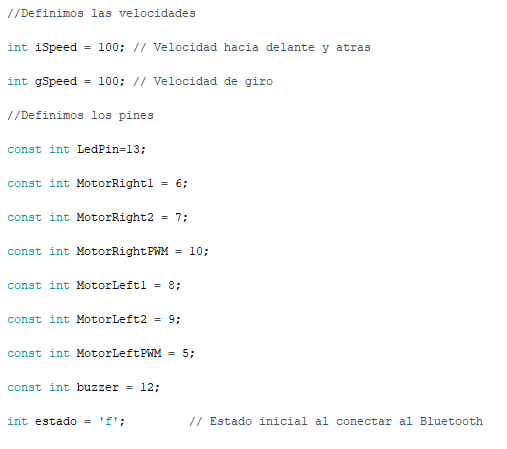 //Definimos las velocidades
int iSpeed = 100; // Velocidad hacia delante y atras
int gSpeed = 100; // Velocidad de giro
//Definimos los pines
const int LedPin=13;
const int MotorRight1 = 6;
const int MotorRight2 = 7;
const int MotorRightPWM = 10;
const int MotorLeft1 = 8;
const int MotorLeft2 = 9;
const int MotorLeftPWM = 5;
const int buzzer = 12;
int estado = 'f';         // Estado inicial al conectar al Bluetooth